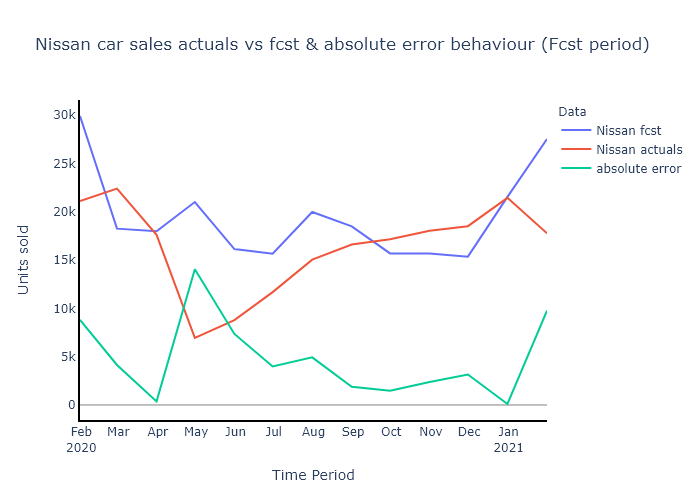 Nissan car sales actuals vs fcst & absolute error behaviour (Fcst period)
Data
Nissan fcst
Nissan actuals
absolute error
30k
25k
20k
15k
10k
5k
0
Units sold
Feb Mar Apr May Jun Jul Aug Sep Oct Nov Dec Jan
2020 2021
Time Period